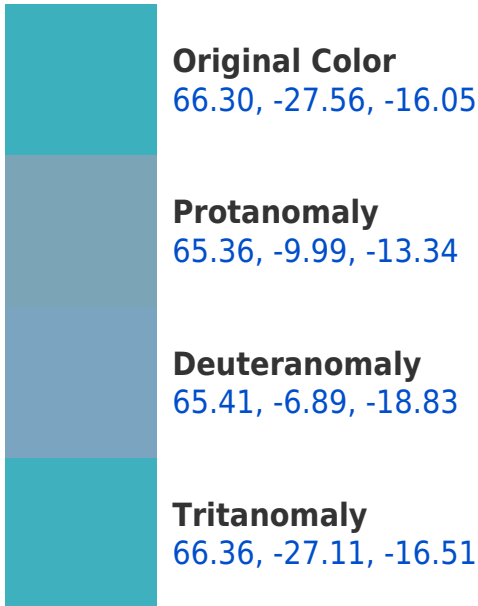 Original Color
66.30, -27.56, -16.05
Protanomaly
65.36, -9.99, -13.34
Deuteranomaly
65.41, -6.89, -18.83
Tritanomaly
66.36, -27.11, -16.51